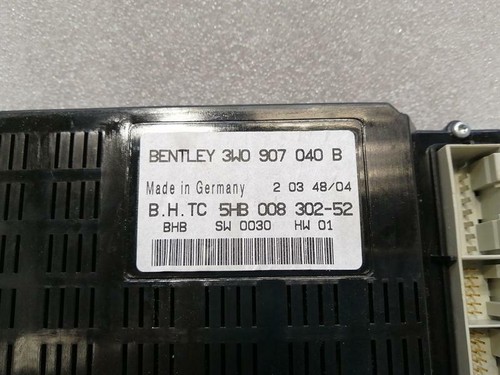 BENTLEY 3W0 907 040 B
Made in Germany 2 03 48/04
B.H.TC 5HB 008 302-52
BHB SW 0030 HW 01